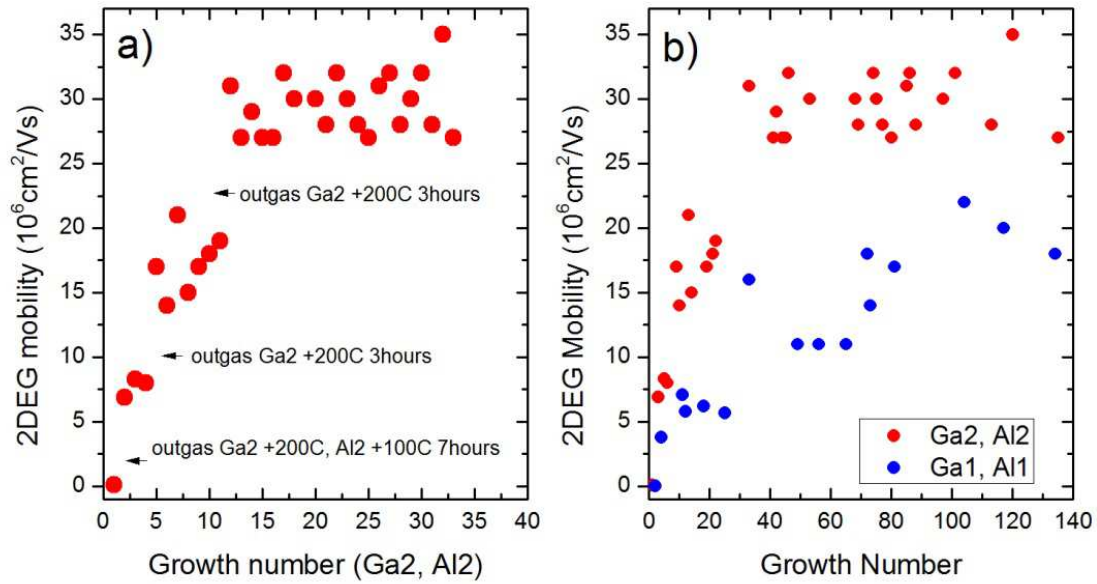 a)
2DEG mobility (10⁶cm²/Vs)
35
30
25
20
15
10
5
0
outgas Ga2 +200C 3hours
outgas Ga2 +200C 3hours
outgas Ga2 +200C, Al2 +100C 7hours
0 5 10 15 20 25 30 35 40
Growth number (Ga2, Al2)
b)
2DEG Mobility (10⁶cm²/Vs)
35
30
25
20
15
10
5
0
Ga2, Al2
Ga1, Al1
0 20 40 60 80 100 120 140
Growth Number